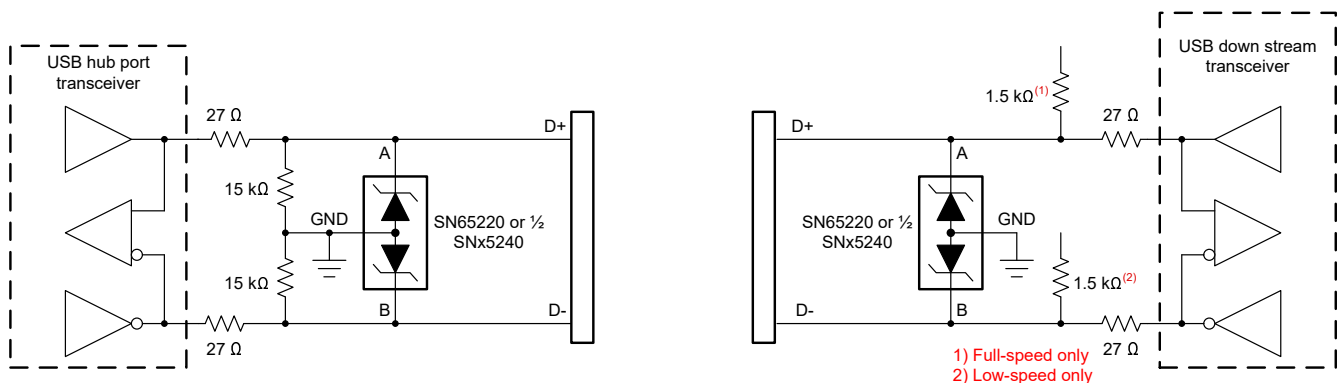 USB hub port
transceiver
27 Ω
D+
A
15 kΩ
GND
SN65220 or ½
SNx5240
15 kΩ
B
D-
27 Ω
USB down stream
transceiver
1.5 kΩ(1)
27 Ω
D+
A
GND
SN65220 or ½
SNx5240
1.5 kΩ(2)
B
D-
27 Ω
1) Full-speed only
2) Low-speed only